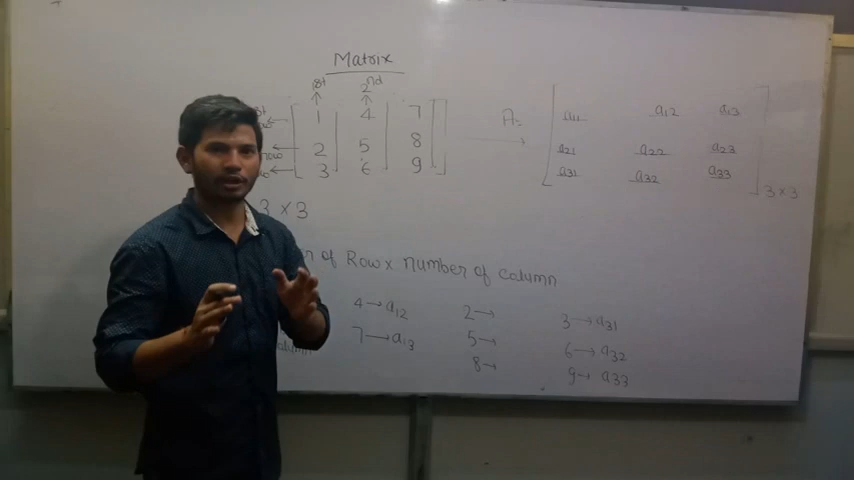 Matrix
1st 2nd
1 4 7
2 5 8
3 6 9
row
3 x 3
A=
a11 a12 a13
a21 a22 a23
a31 a32 a33
3 x 3
of Row x number of column
4 → a12
7 → a13
2 →
5 →
8 →
3 → a31
6 → a32
9 → a33